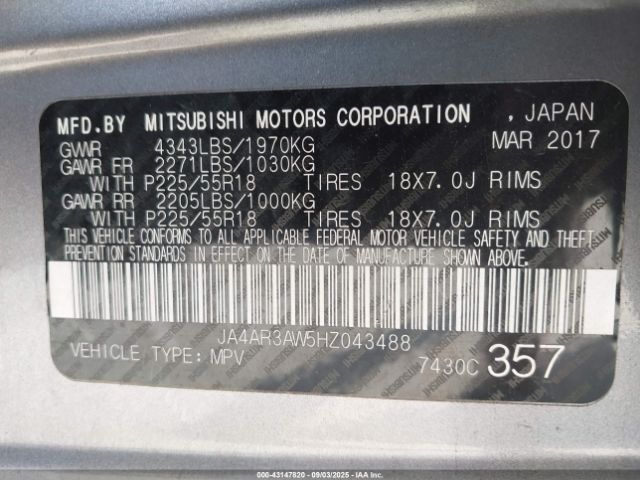 MFD.BY MITSUBISHI MOTORS CORPORATION , JAPAN
GVWR 4343LBS/1970KG MAR 2017
GAWR FR 2271LBS/1030KG
WITH P225/55R18 TIRES 18X7.0J RIMS
GAWR RR 2205LBS/1000KG
WITH P225/55R18 TIRES 18X7.0J RIMS
THIS VEHICLE CONFORMS TO ALL APPLICABLE FEDERAL MOTOR VEHICLE SAFETY AND THEFT
PREVENTION STANDARDS IN EFFECT ON THE DATE OF MANUFACTURE SHOWN ABOVE.
JA4AR3AW5HZ043488
VEHICLE TYPE: MPV 7430C 357
000-43147820 - 09/03/2025 - © IAA Inc. All Rights Reserved.